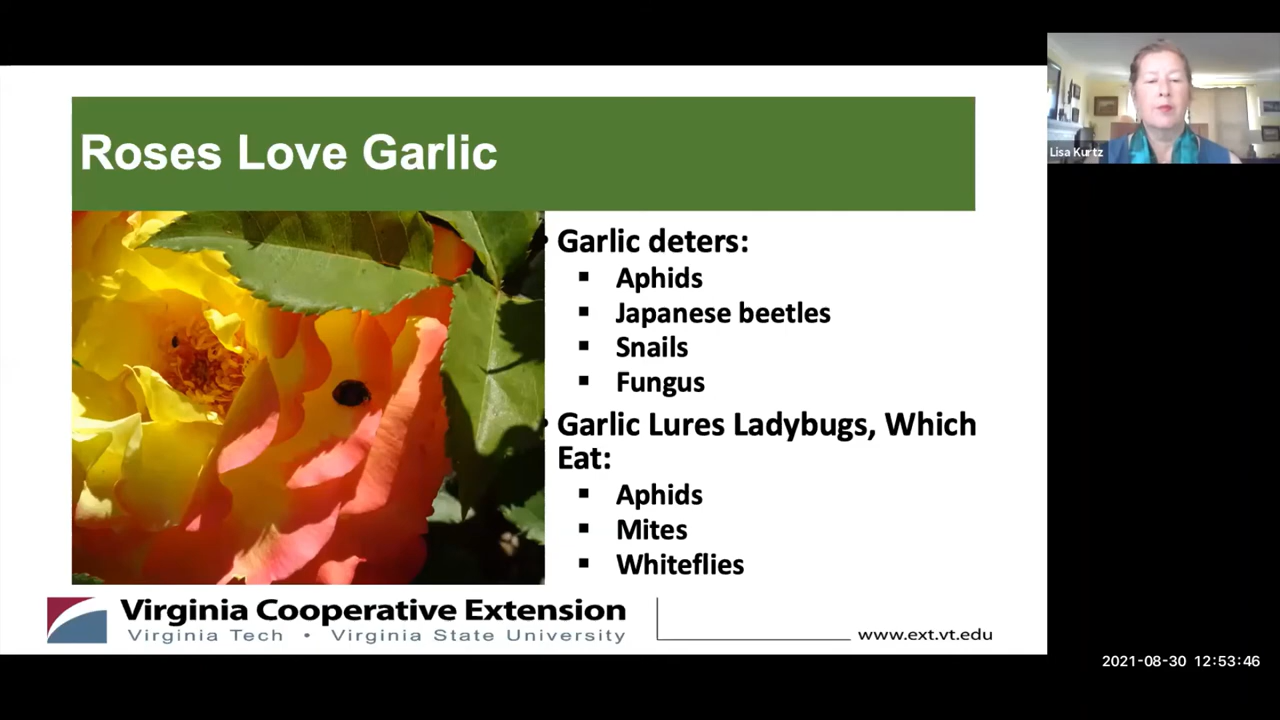 Roses Love Garlic
• Garlic deters:
▪ Aphids
▪ Japanese beetles
▪ Snails
▪ Fungus
• Garlic Lures Ladybugs, Which
Eat:
▪ Aphids
▪ Mites
▪ Whiteflies
Virginia Cooperative Extension
Virginia Tech • Virginia State University
www.ext.vt.edu
Lisa Kurtz
2021-08-30 12:53:46